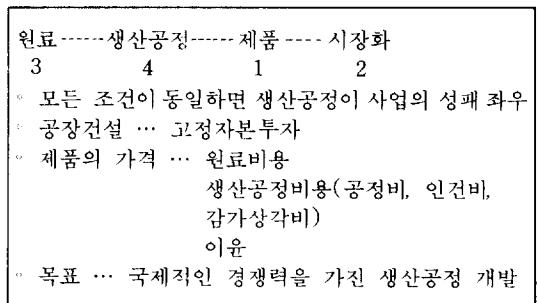 원료------생산공정------ 제품 ---- 시장화
3 4 1 2
◦ 모든 조건이 동일하면 생산공정이 사업의 성패 좌우
◦ 공장건설 … 고정자본투자
◦ 제품의 가격 … 원료비용
생산공정비용(공정비, 인건비,
감가상각비)
이윤
◦ 목표 … 국제적인 경쟁력을 가진 생산공정 개발